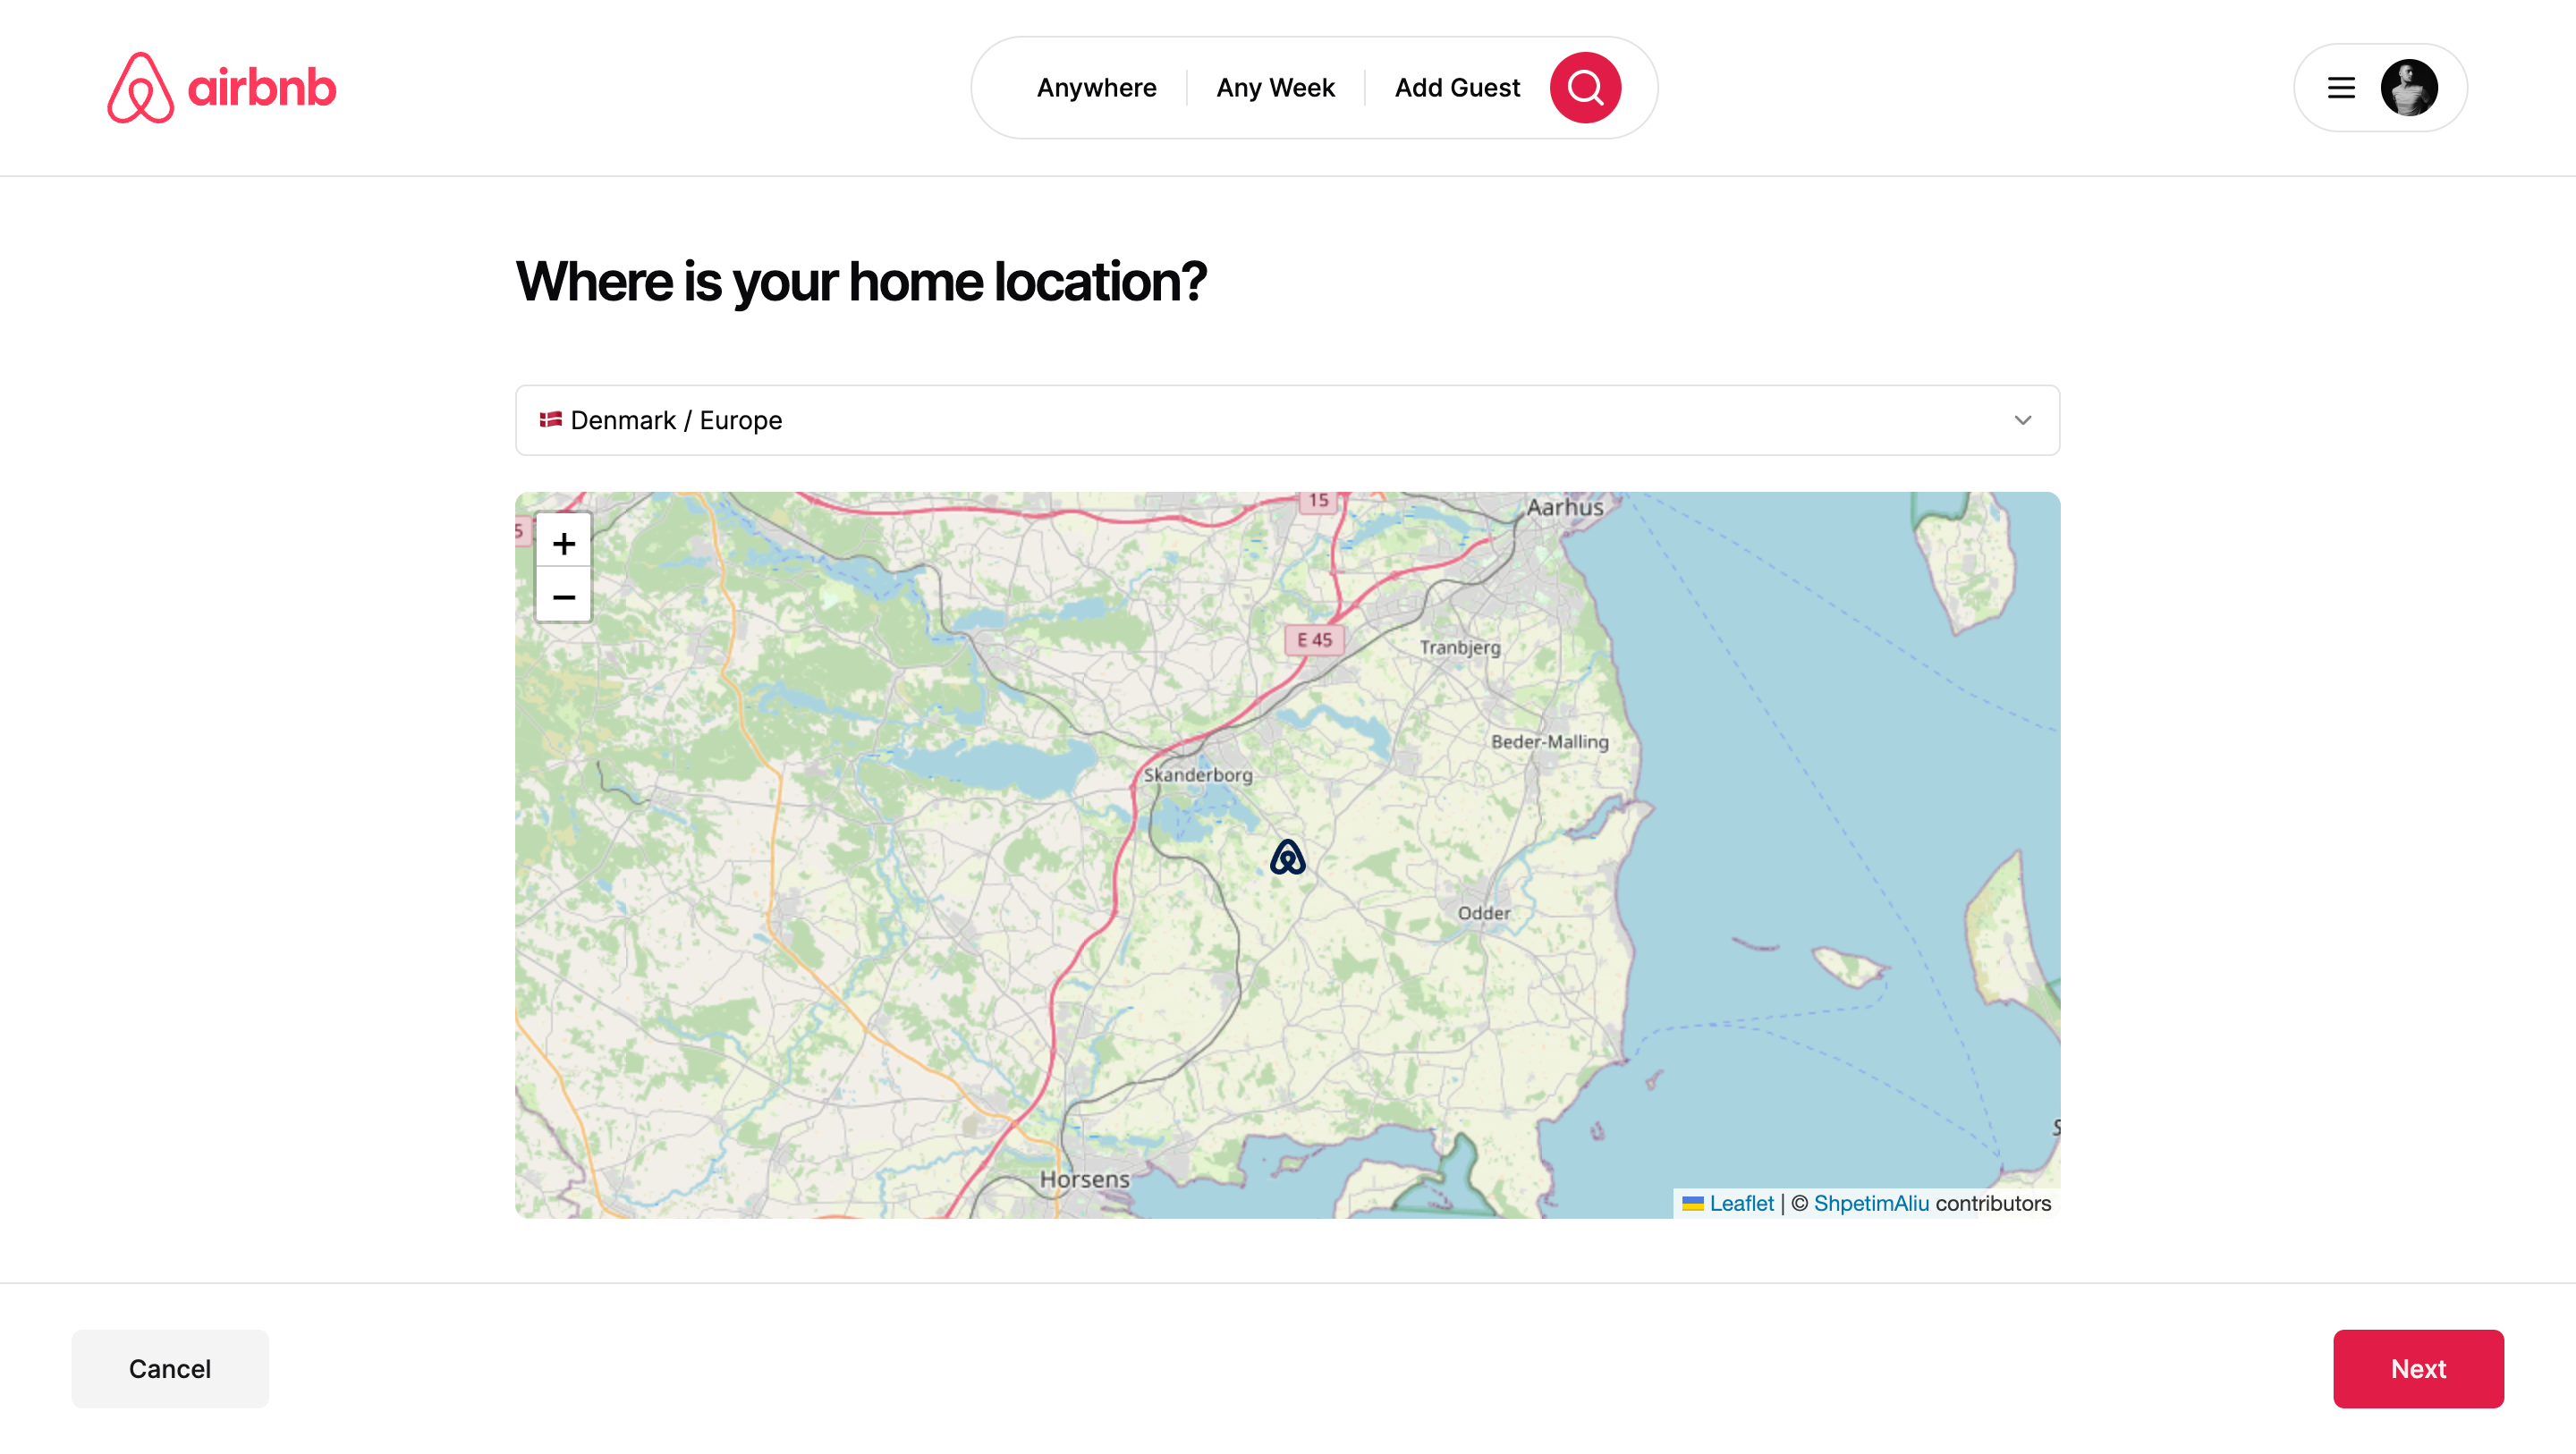 airbnb
Anywhere
Any Week
Add Guest
Where is your home location?
Denmark / Europe
15
Aarhus
5
+
−
E 45
Tranbjerg
Beder-Malling
Skanderborg
Odder
S
Horsens
Leaflet | © ShpetimAliu contributors
Cancel
Next